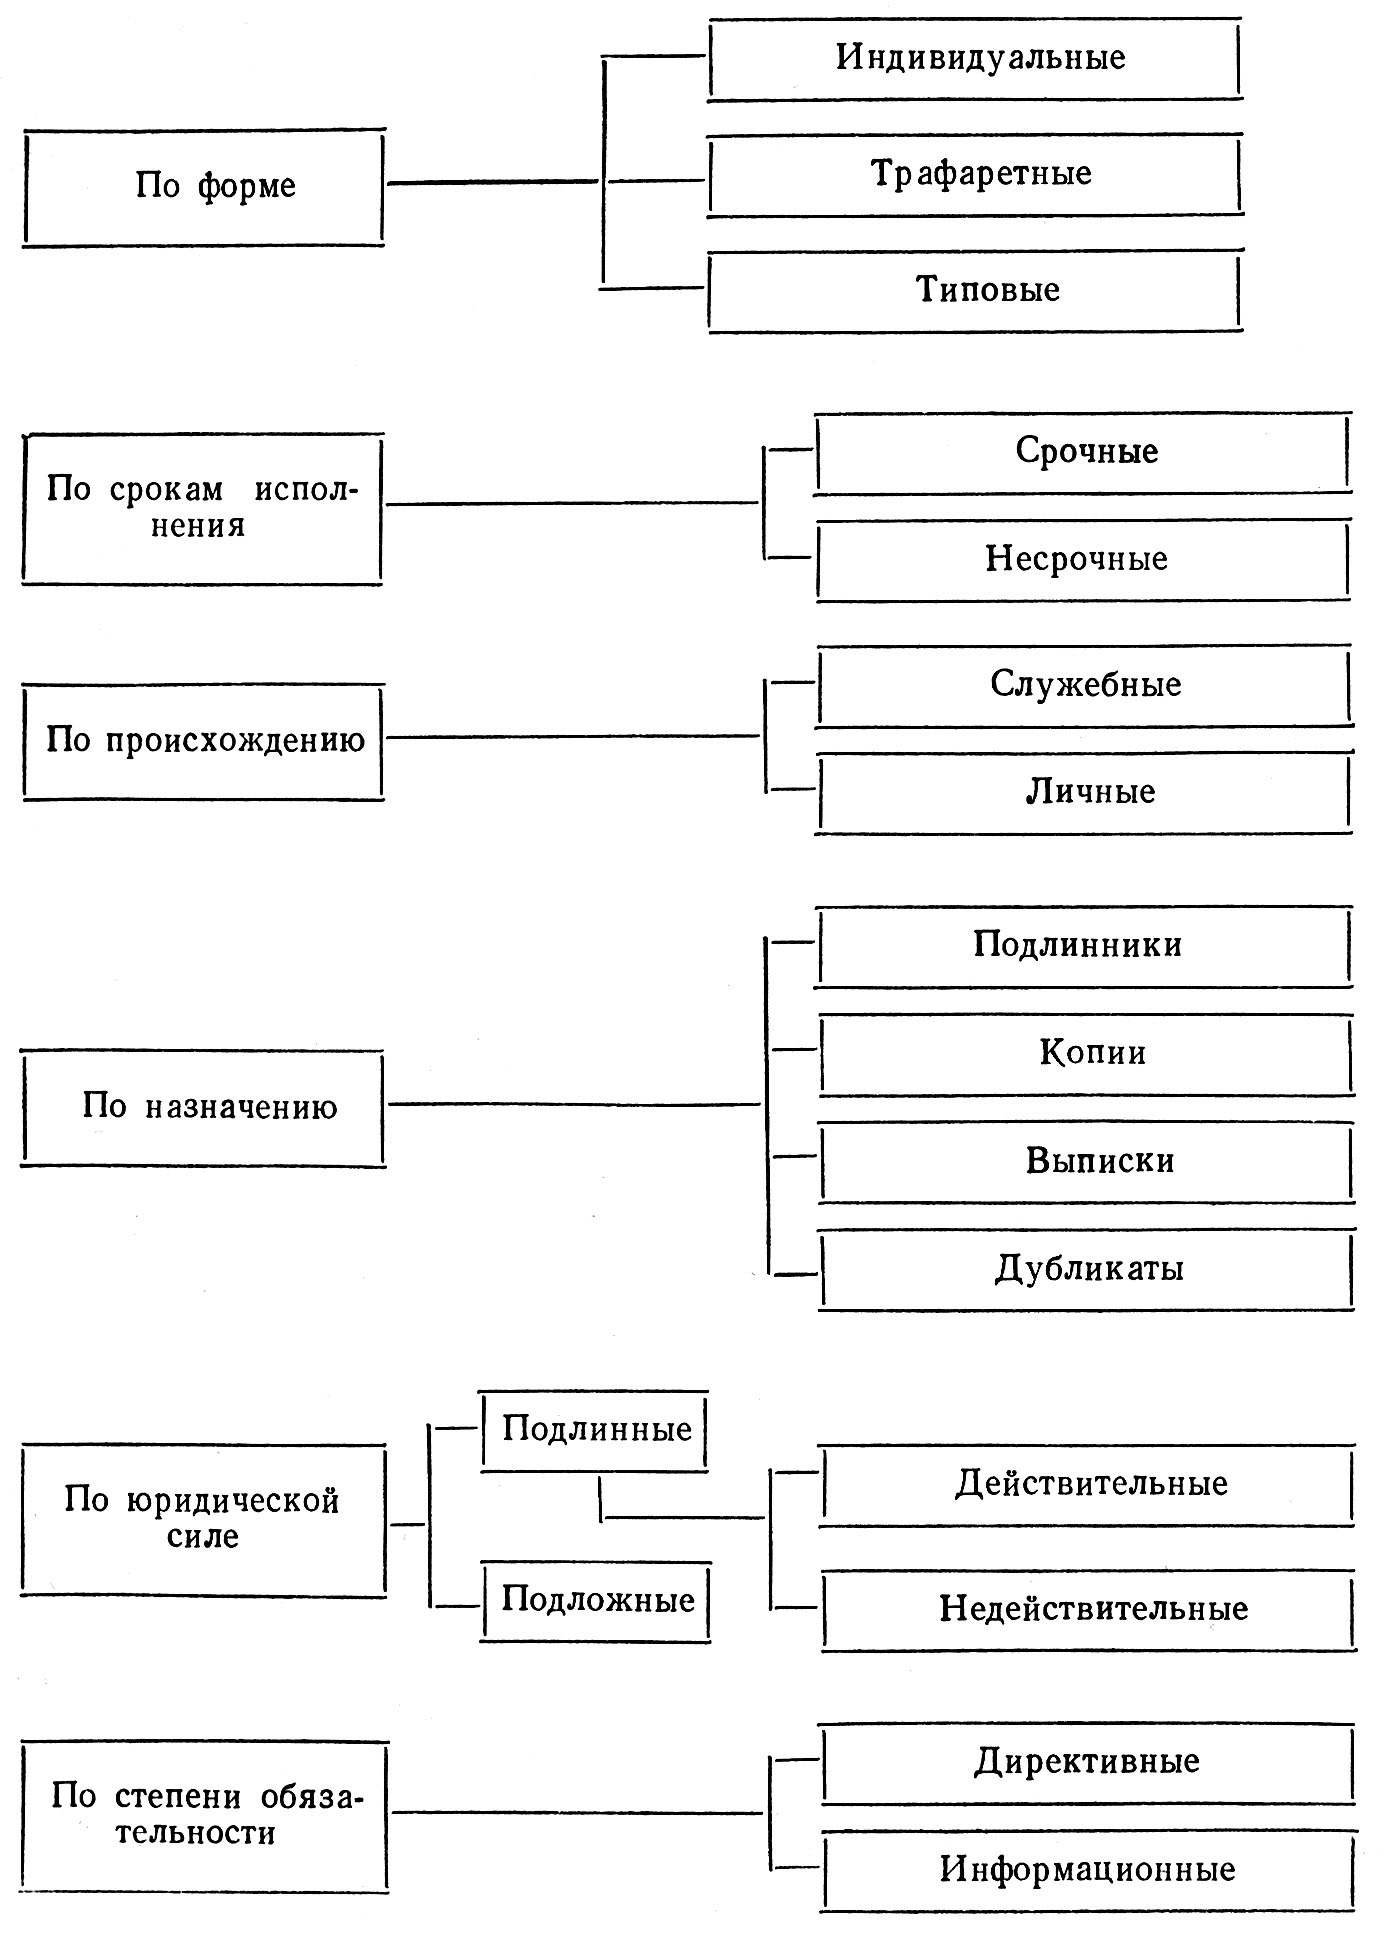 По форме
Индивидуальные
Трафаретные
Типовые
По срокам испол-
нения
Срочные
Несрочные
По происхождению
Служебные
Личные
По назначению
Подлинники
Копии
Выписки
Дубликаты
По юридической
силе
Подлинные
Подложные
Действительные
Недействительные
По степени обяза-
тельности
Директивные
Информационные